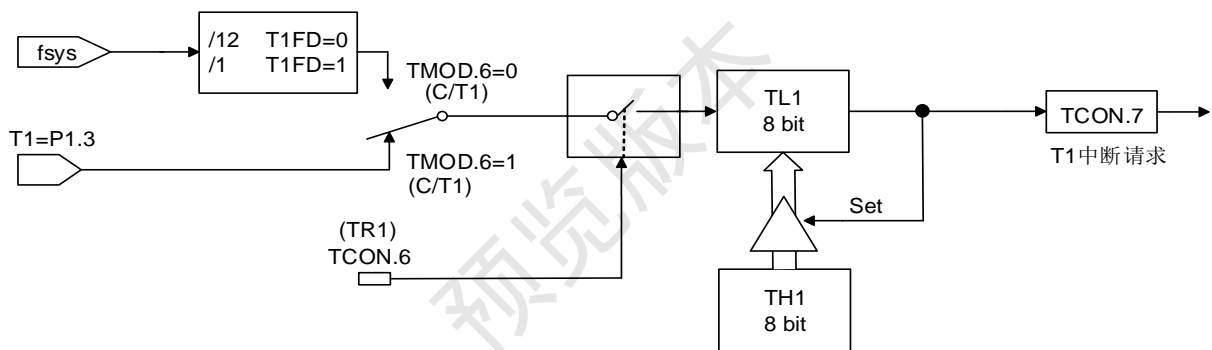 fsys
/12 T1FD=0
/1 T1FD=1
TMOD.6=0
(C/T1)
T1=P1.3
TMOD.6=1
(C/T1)
(TR1)
TCON.6
TL1
8 bit
TCON.7
T1中断请求
Set
TH1
8 bit
预览版本